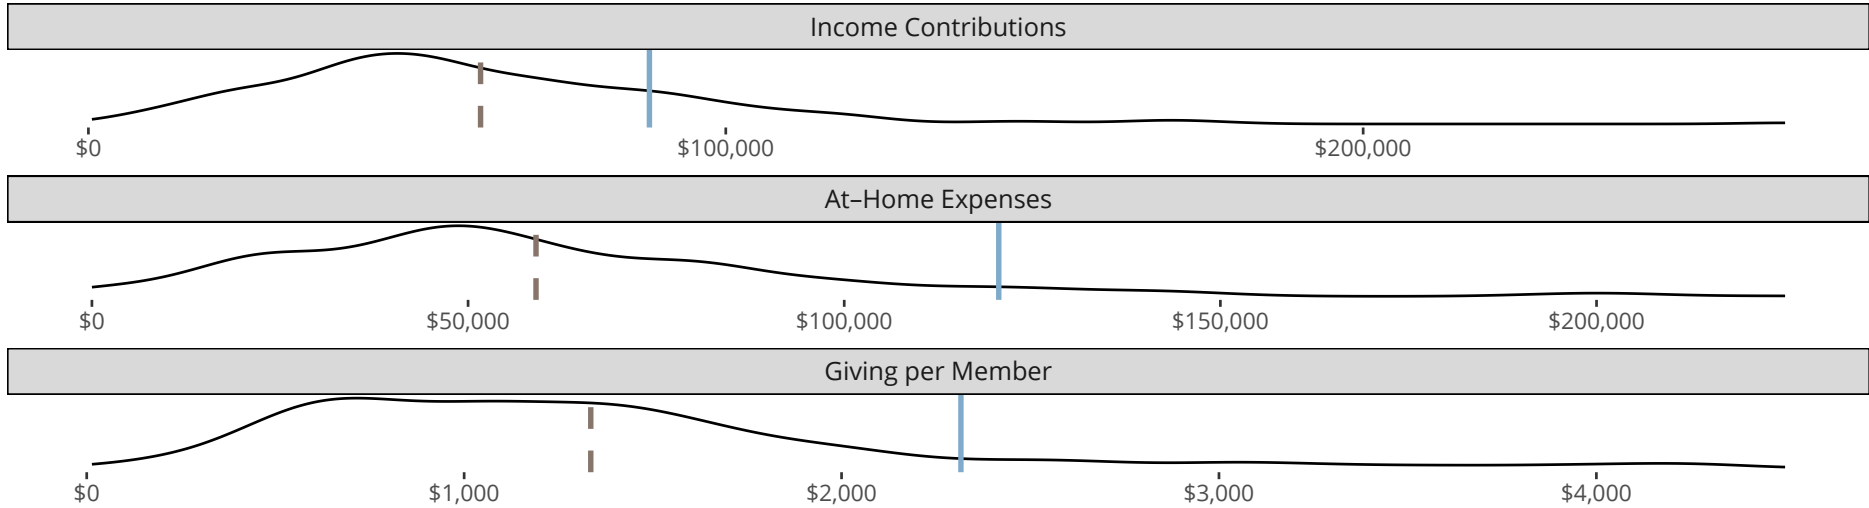 Income Contributions
$0 $100,000 $200,000
At–Home Expenses
$0 $50,000 $100,000 $150,000 $200,000
Giving per Member
$0 $1,000 $2,000 $3,000 $4,000